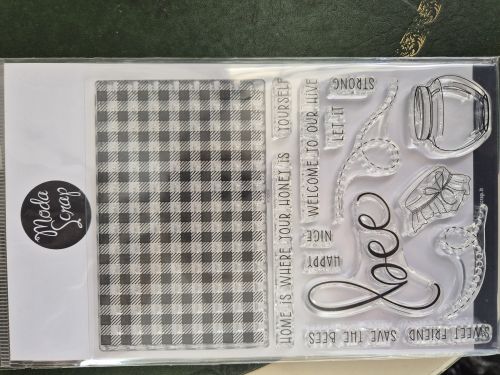 Moda
Scrap
HOME IS WHERE YOUR HONEY IS
YOURSELF
WELCOME TO OUR HIVE
LET IT
STRONG
NICE
HAPPY
bee
SAVE THE BEES
SWEET FRIEND